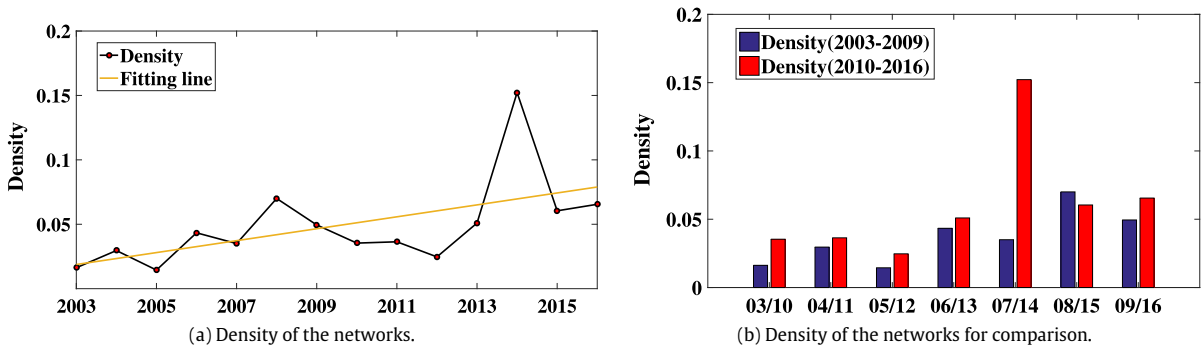 0.2
0.15
0.1
0.05
Density
Density
Fitting line
2003
2005
2007
2009
2011
2013
2015
(a) Density of the networks.
0.2
0.15
0.1
0.05
0
Density
Density(2003-2009)
Density(2010-2016)
03/10
04/11
05/12
06/13
07/14
08/15
09/16
(b) Density of the networks for comparison.